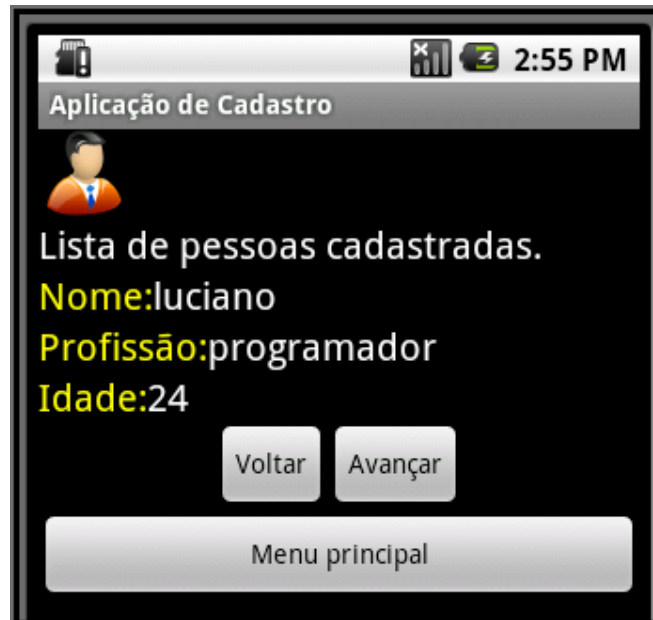 2:55 PM
Aplicação de Cadastro
Lista de pessoas cadastradas.
Nome:luciano
Profissão:programador
Idade:24
Voltar Avançar
Menu principal